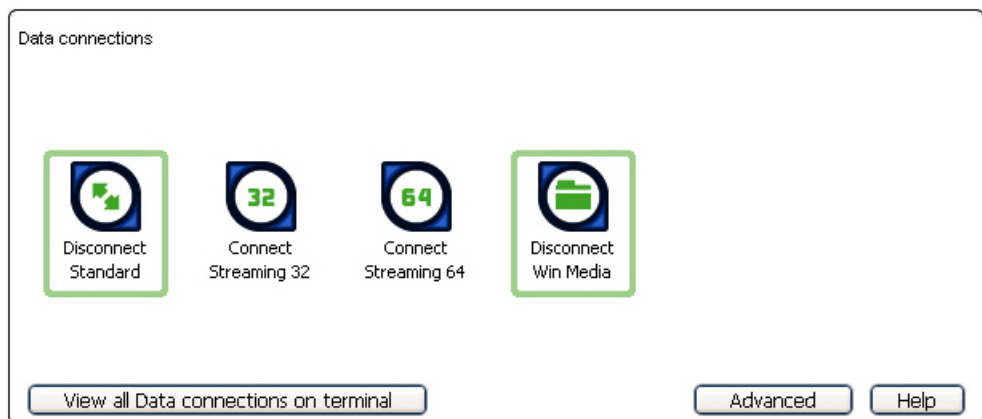 Data connections
32
64
Disconnect
Standard
Connect
Streaming 32
Connect
Streaming 64
Disconnect
Win Media
View all Data connections on terminal
Advanced
Help